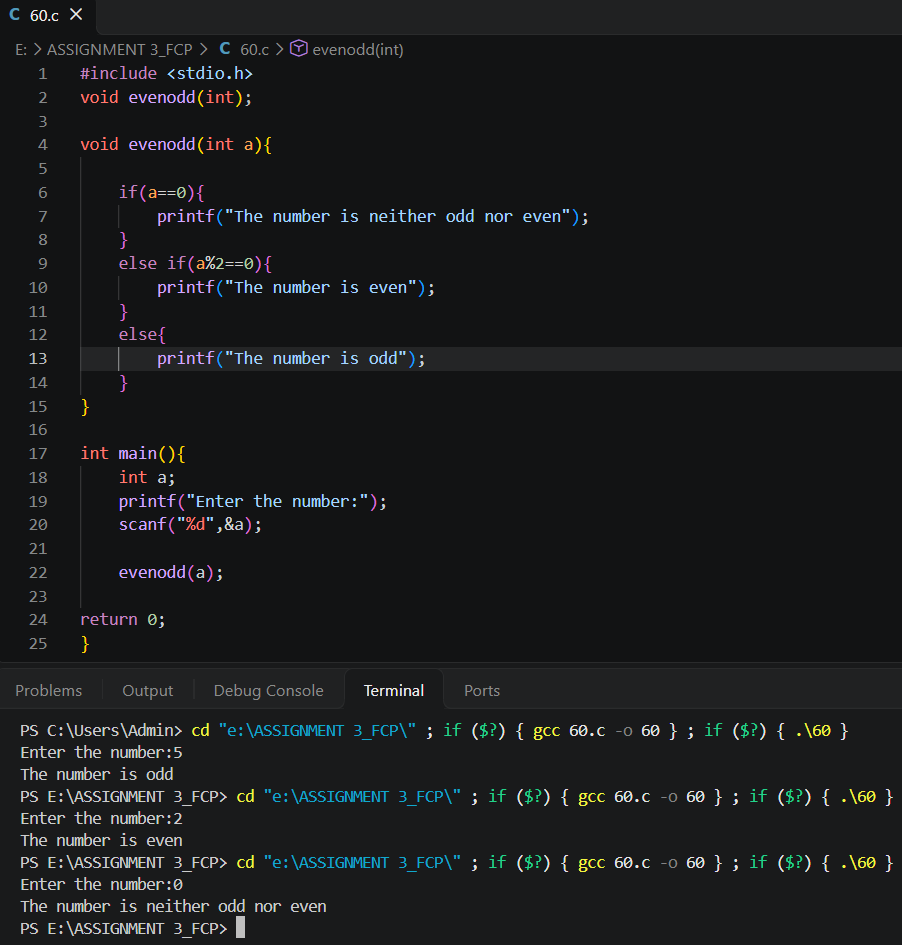 C 60.c ×
E: > ASSIGNMENT 3_FCP > C 60.c > evenodd(int)
1 #include <stdio.h>
2 void evenodd(int);
3
4 void evenodd(int a){
5
6     if(a==0){
7         printf("The number is neither odd nor even");
8     }
9     else if(a%2==0){
10         printf("The number is even");
11     }
12     else{
13         printf("The number is odd");
14     }
15 }
16
17 int main(){
18     int a;
19     printf("Enter the number:");
20     scanf("%d",&a);
21
22     evenodd(a);
23
24 return 0;
25 }
Problems Output Debug Console Terminal Ports
PS C:\Users\Admin> cd "e:\ASSIGNMENT 3_FCP\" ; if ($?) { gcc 60.c -o 60 } ; if ($?) { .\60 }
Enter the number:5
The number is odd
PS E:\ASSIGNMENT 3_FCP> cd "e:\ASSIGNMENT 3_FCP\" ; if ($?) { gcc 60.c -o 60 } ; if ($?) { .\60 }
Enter the number:2
The number is even
PS E:\ASSIGNMENT 3_FCP> cd "e:\ASSIGNMENT 3_FCP\" ; if ($?) { gcc 60.c -o 60 } ; if ($?) { .\60 }
Enter the number:0
The number is neither odd nor even
PS E:\ASSIGNMENT 3_FCP>